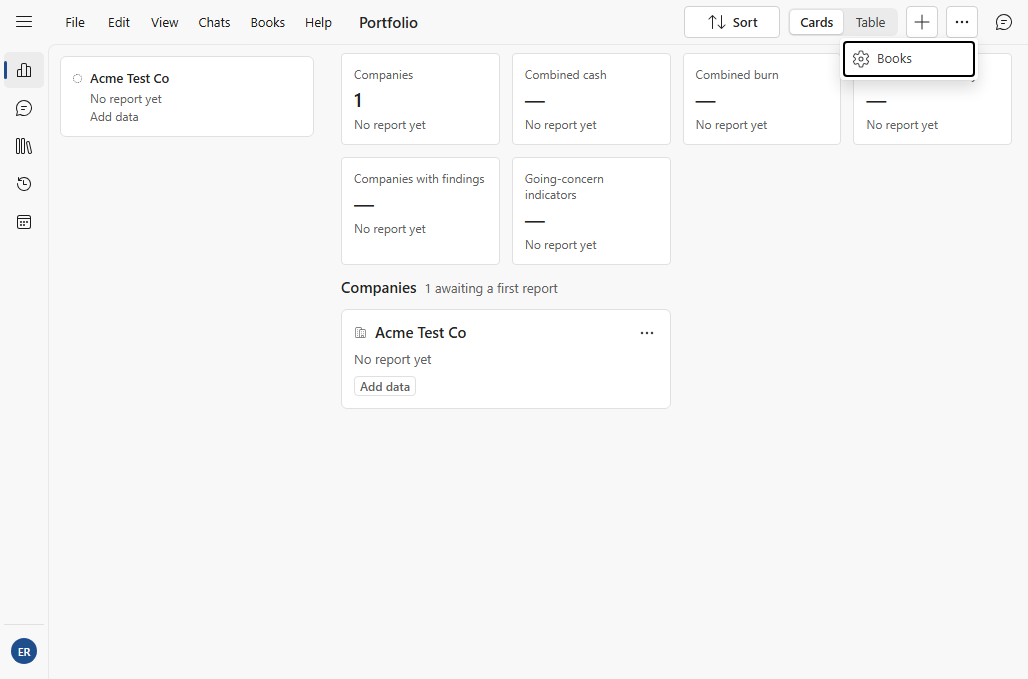 File Edit View Chats Books Help Portfolio Sort Cards Table
Books
Acme Test Co
No report yet
Add data
Companies
1
No report yet
Combined cash
—
No report yet
Combined burn
—
No report yet
—
No report yet
Companies with findings
—
No report yet
Going-concern
indicators
—
No report yet
Companies 1 awaiting a first report
Acme Test Co
No report yet
Add data
ER